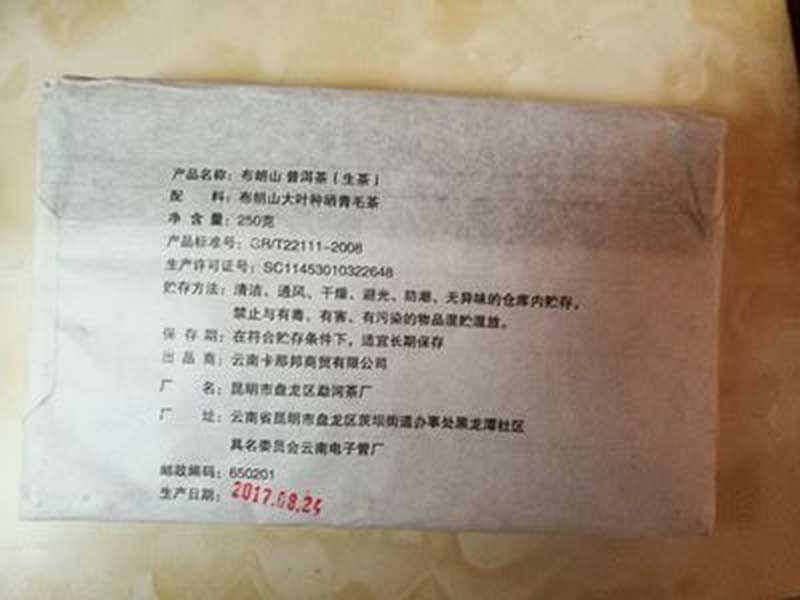 产品名称：布朗山 普洱茶（生茶）
配 料：布朗山大叶种晒青毛茶
净 含 量：250克
产品标准号：GB/T22111-2008
生产许可证号：SC11453010322648
贮存方法：清洁、通风、干燥、避光、防潮、无异味的仓库内贮存，
禁止与有毒、有害、有污染的物品混贮混放。
保 存 期：在符合贮存条件下，适宜长期保存
出 品 商：云南卡那邦商贸有限公司
厂 名：昆明市盘龙区勐河茶厂
厂 址：云南省昆明市盘龙区茨坝街道办事处黑龙潭社区
具名委员会云南电子管厂
邮政编码：650201
生产日期：2017.08.24